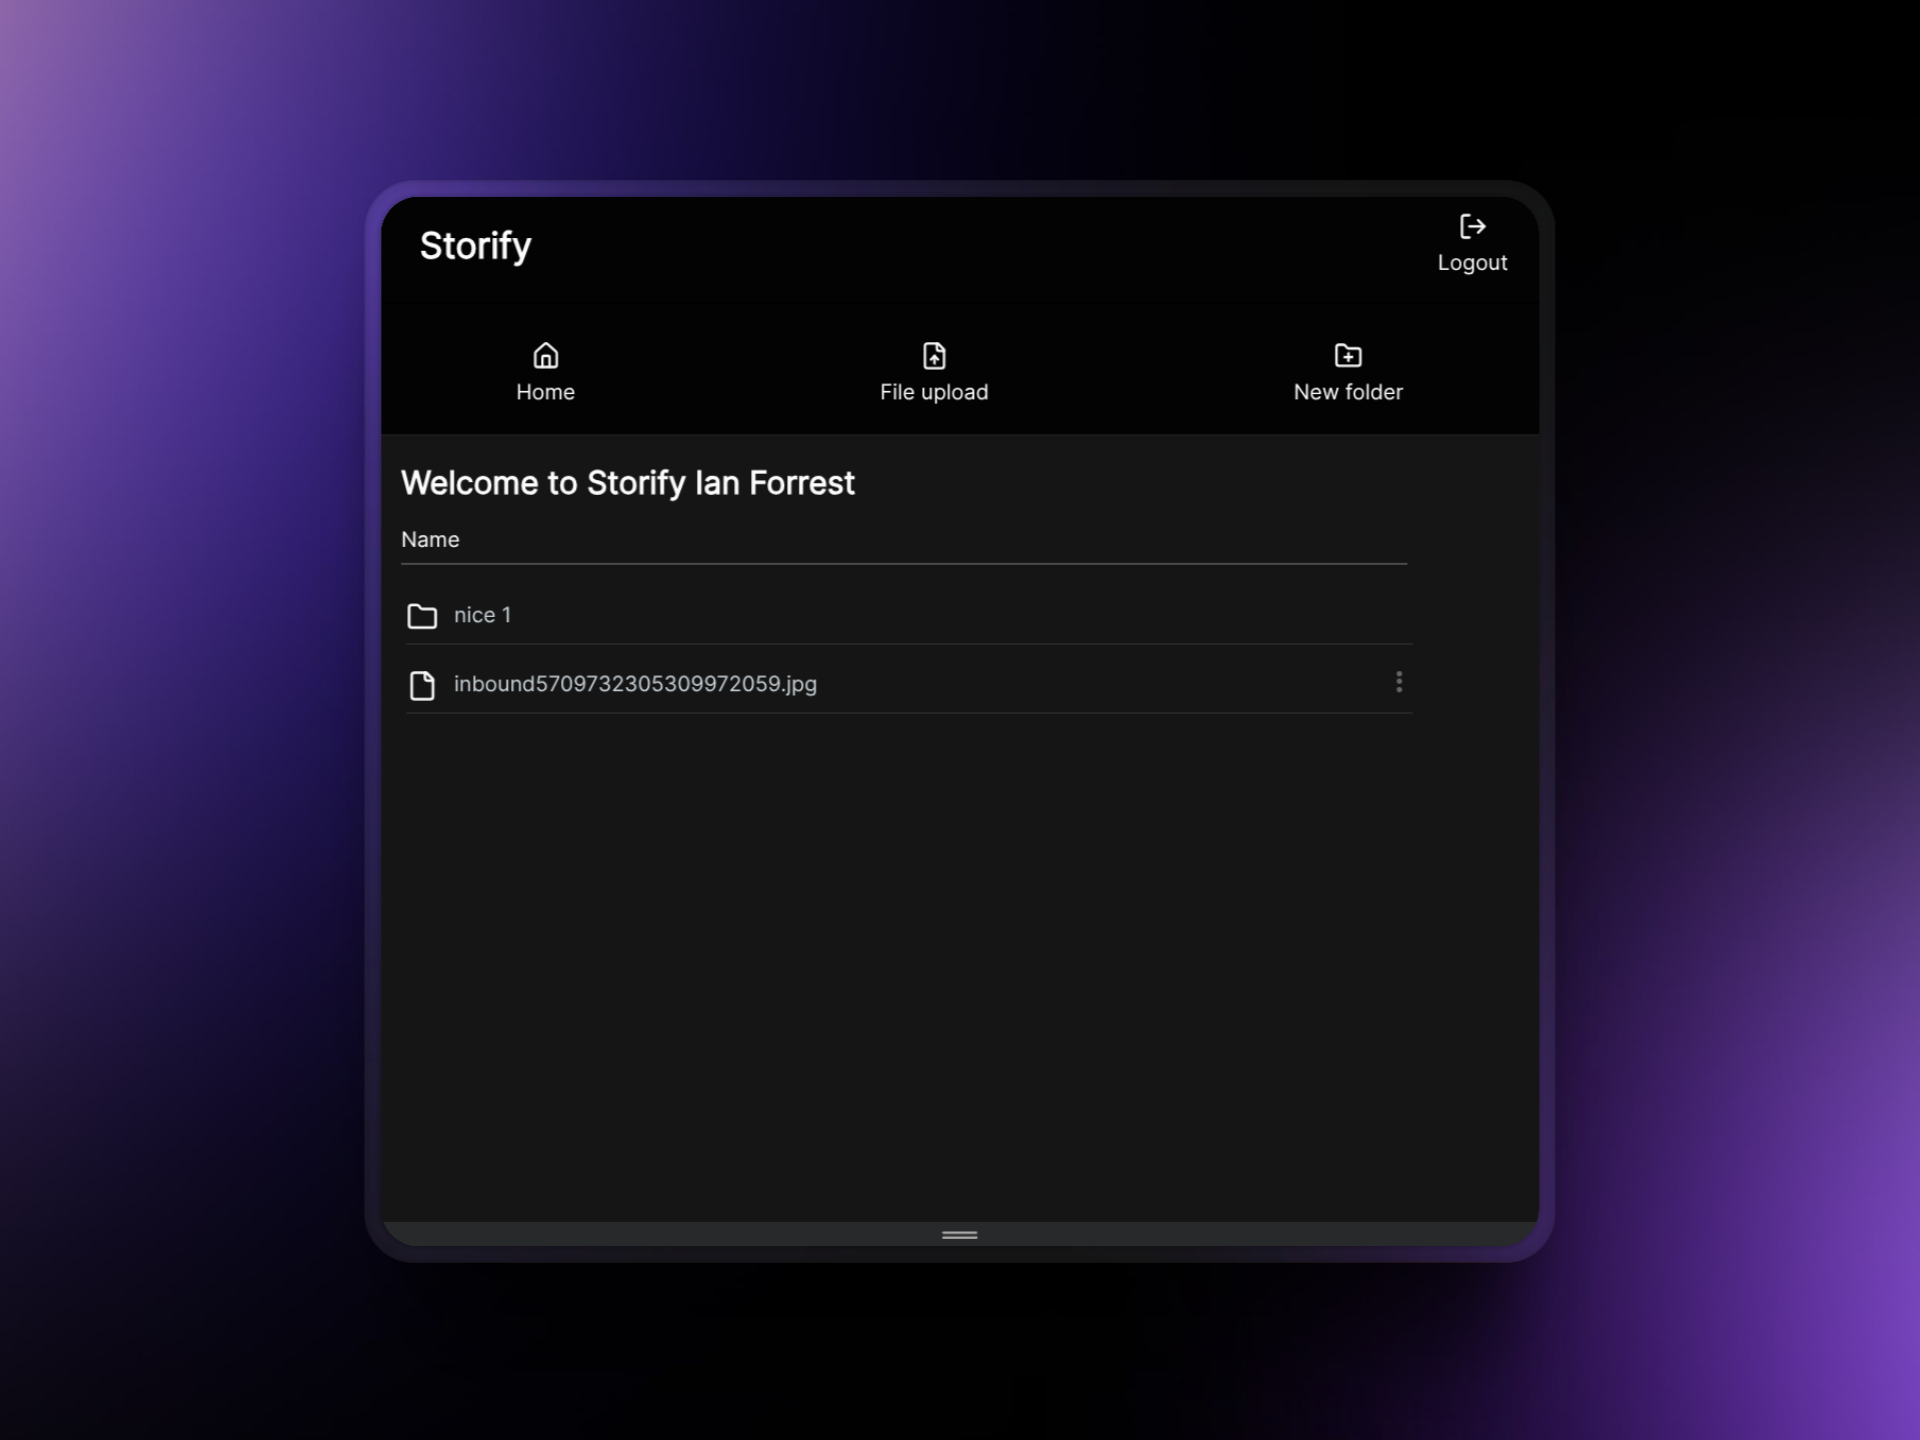 Storify
Logout
Home
File upload
New folder
Welcome to Storify Ian Forrest
Name
nice 1
inbound5709732305309972059.jpg